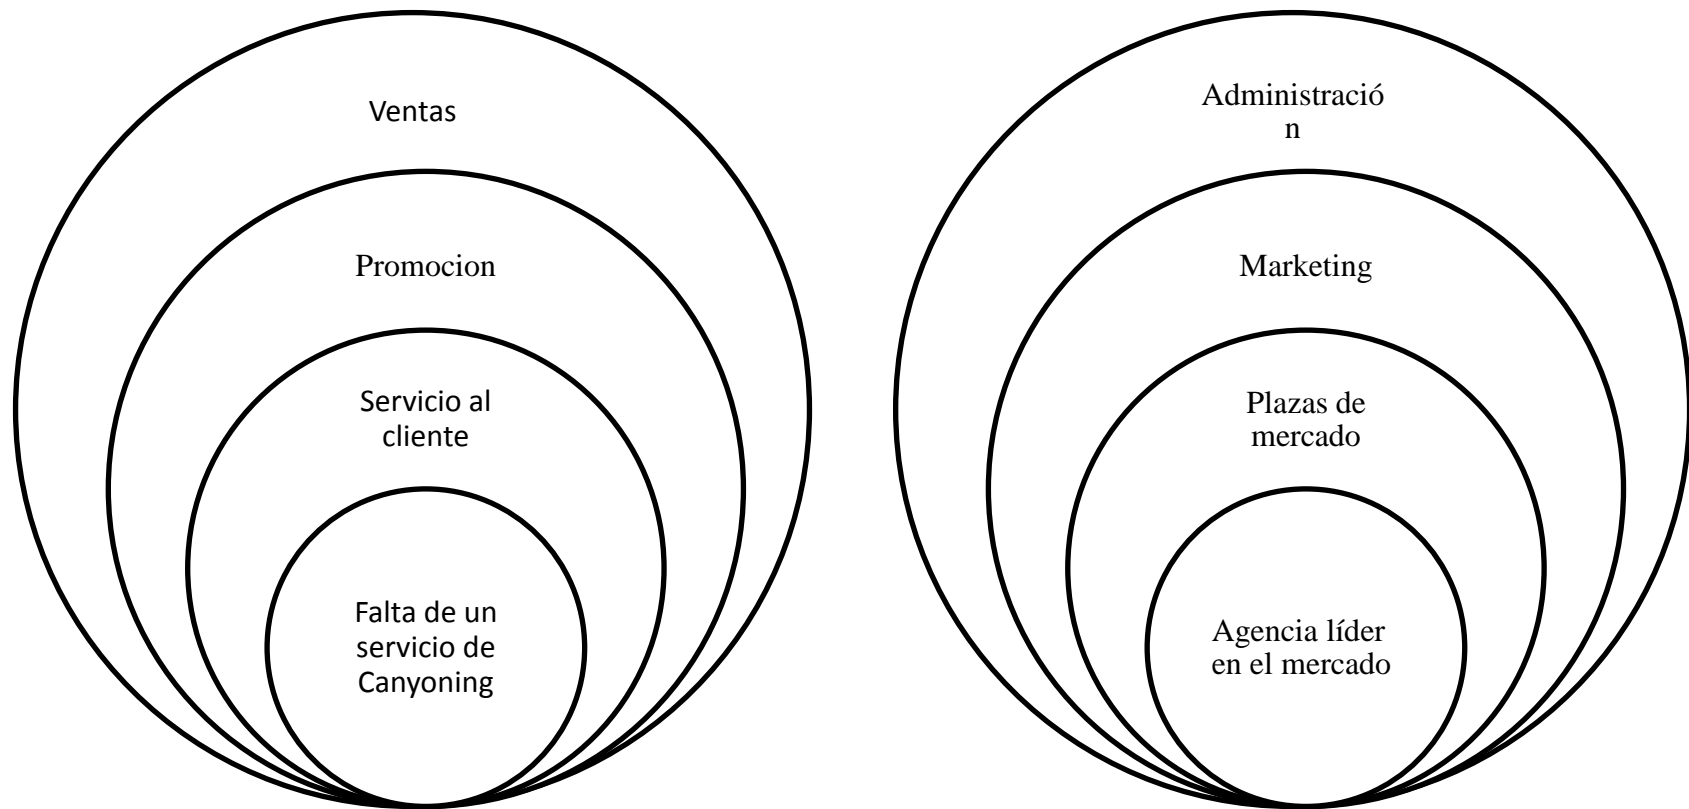 Ventas
Promocion
Servicio al
cliente
Falta de un
servicio de
Canyoning
Administració
n
Marketing
Plazas de
mercado
Agencia líder
en el mercado